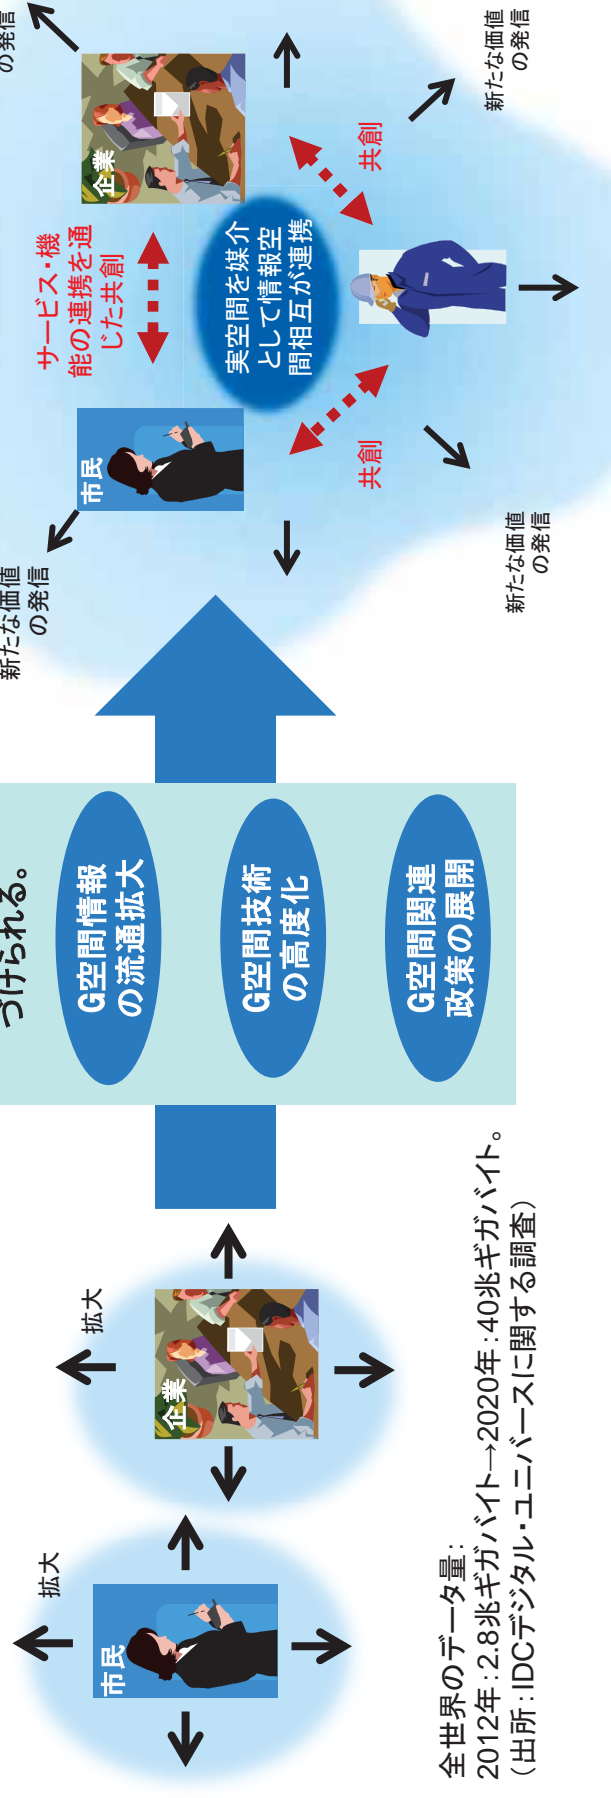 づけられる。
拡大
市民
拡大
企業
全世界のデータ量：
2012年：2.8兆ギガバイト→2020年：40兆ギガバイト。
（出所：IDCデジタル・ユニバースに関する調査）
G空間情報
の流通拡大
G空間技術
の高度化
G空間関連
政策の展開
新たな価値
の発信
の発信
サービス・機
能の連携を通
じた共創
市民
企業
実空間を媒介
として情報空
間相互が連携
共創
共創
新たな価値
の発信
新たな価値
の発信